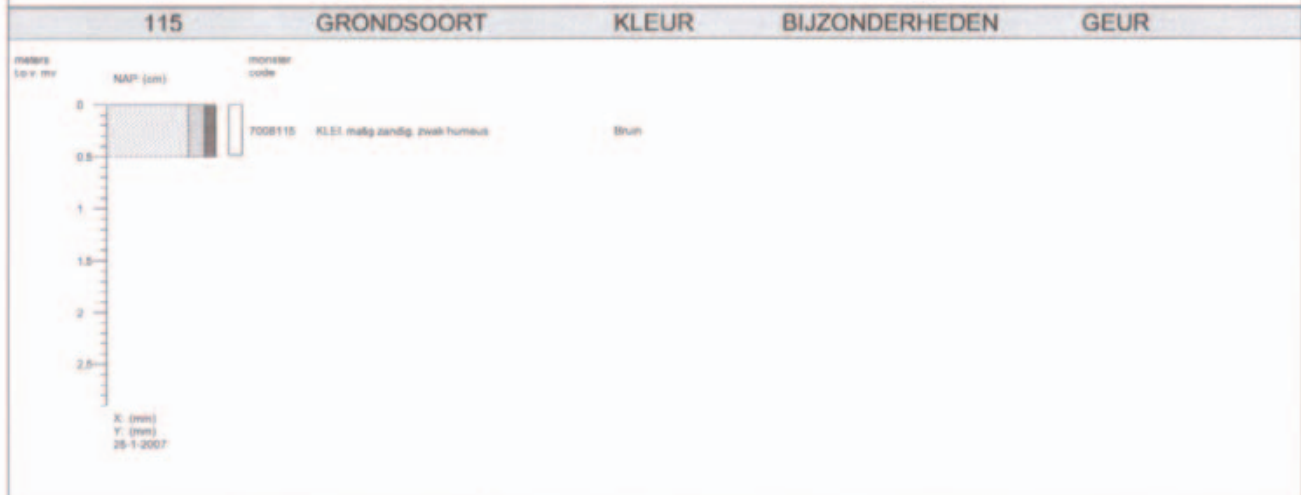 115 GRONDSOORT KLEUR BIJZONDERHEDEN GEUR
meters monster
t.o.v. mv NAP (cm) code
0
7008115 KLEI, matig zandig, zwak humeus Bruin
0.5
1
1.5
2
2.5
X: (mm)
Y: (mm)
25-1-2007